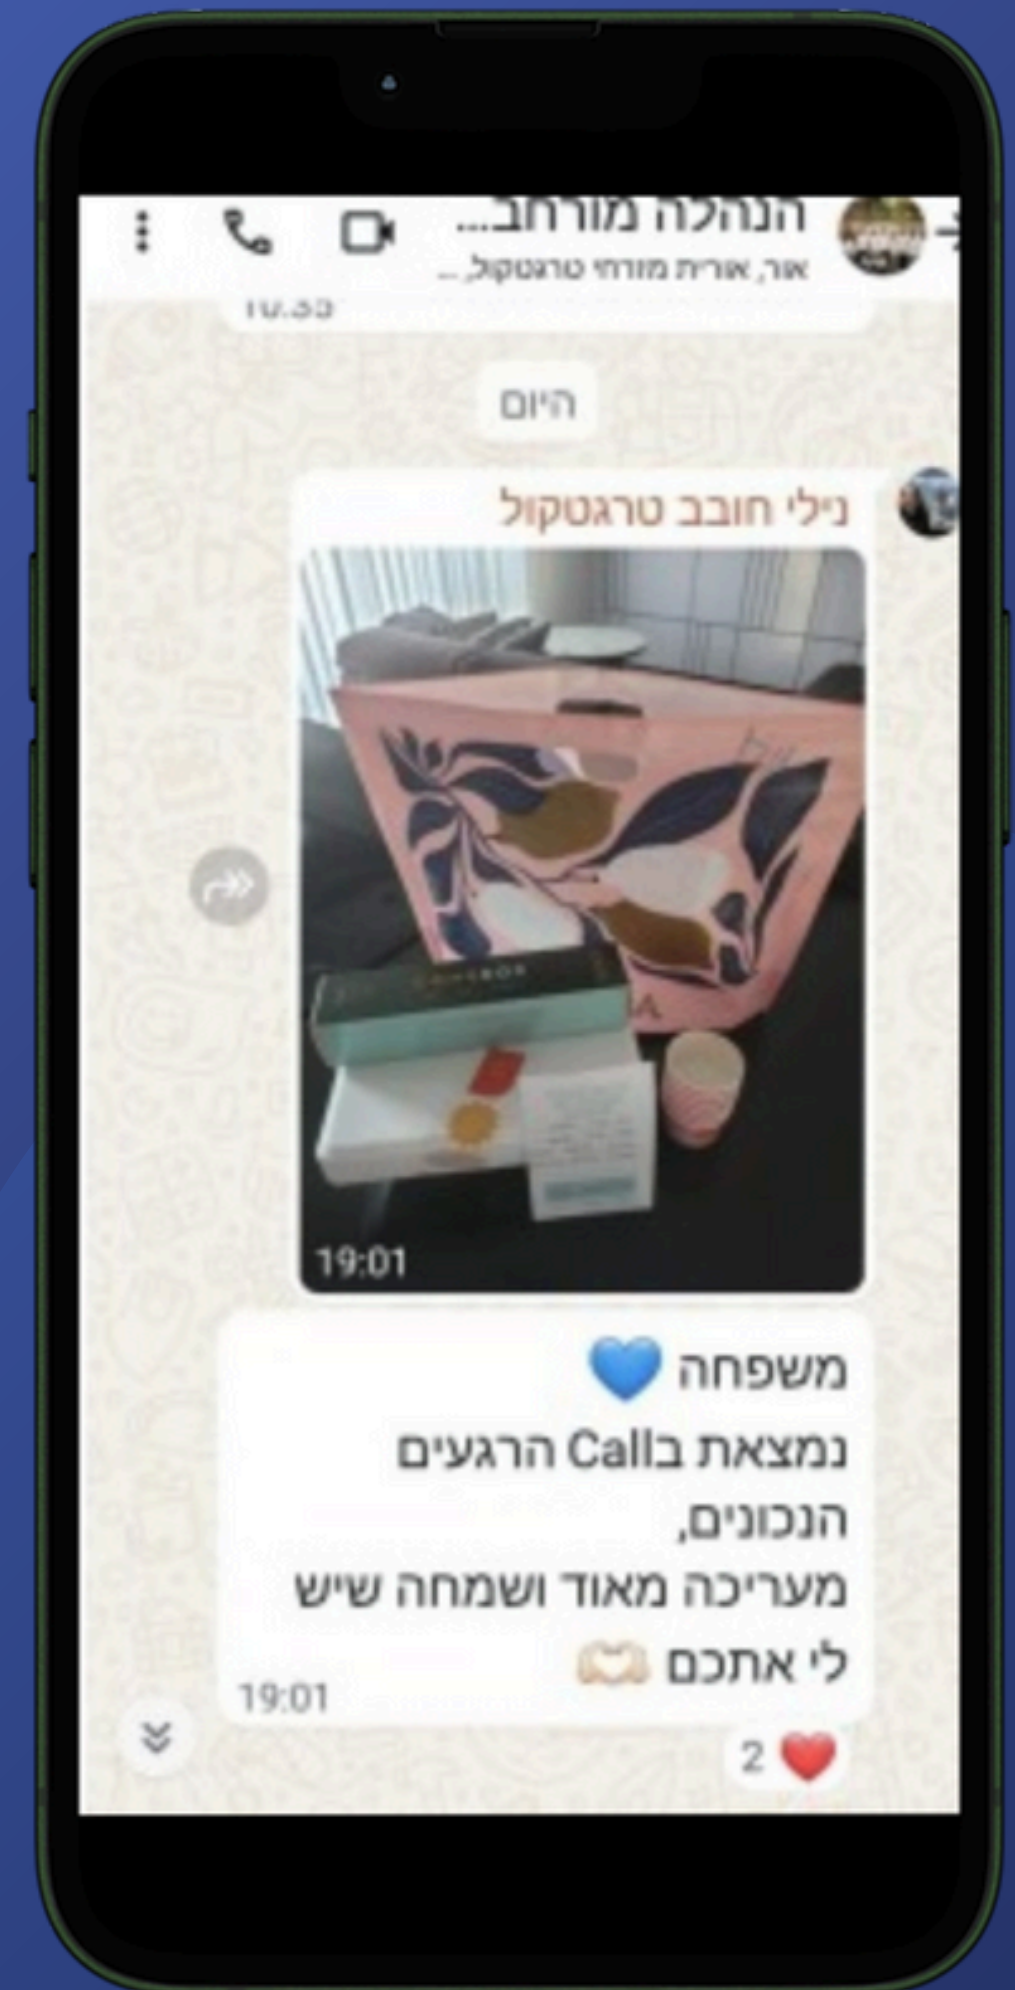 הנהלה מורחב...
אור, אורית מזרחי טרגטקול, ...
היום
נילי חובב טרגטקול
19:01
משפחה 💙
נמצאת בCall הרגעים
הנכונים,
מעריכה מאוד ושמחה שיש
לי אתכם 🫶🏻
19:01
2 ❤️